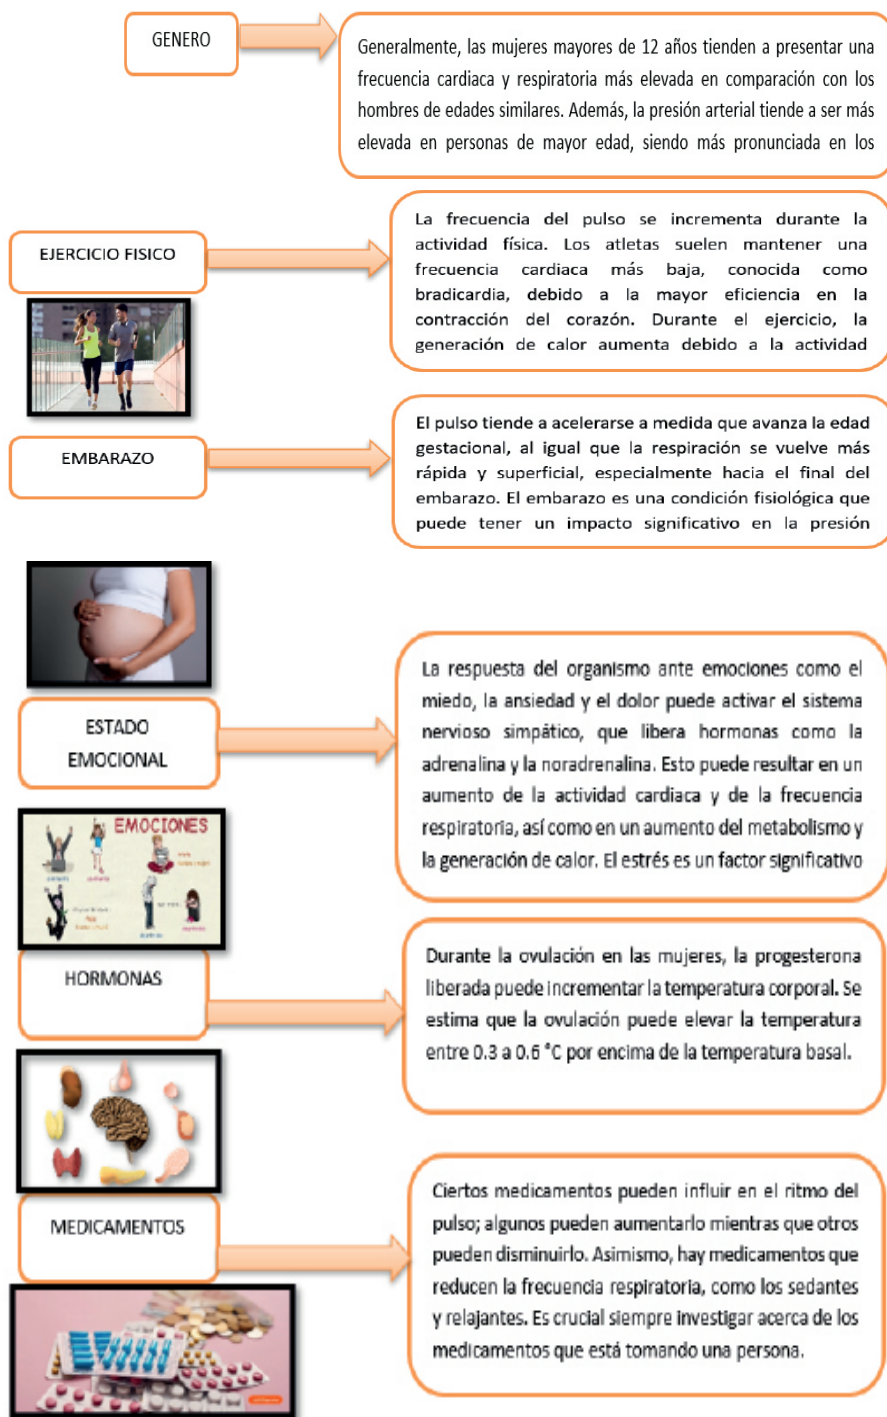 GENERO
Generalmente, las mujeres mayores de 12 años tienden a presentar una
frecuencia cardiaca y respiratoria más elevada en comparación con los
hombres de edades similares. Además, la presión arterial tiende a ser más
elevada en personas de mayor edad, siendo más pronunciada en los
EJERCICIO FISICO
La frecuencia del pulso se incrementa durante la
actividad física. Los atletas suelen mantener una
frecuencia cardiaca más baja, conocida como
bradicardia, debido a la mayor eficiencia en la
contracción del corazón. Durante el ejercicio, la
generación de calor aumenta debido a la actividad
EMBARAZO
El pulso tiende a acelerarse a medida que avanza la edad
gestacional, al igual que la respiración se vuelve más
rápida y superficial, especialmente hacia el final del
embarazo. El embarazo es una condición fisiológica que
puede tener un impacto significativo en la presión
ESTADO
EMOCIONAL
La respuesta del organismo ante emociones como el
miedo, la ansiedad y el dolor puede activar el sistema
nervioso simpático, que libera hormonas como la
adrenalina y la noradrenalina. Esto puede resultar en un
aumento de la actividad cardiaca y de la frecuencia
respiratoria, así como en un aumento del metabolismo y
la generación de calor. El estrés es un factor significativo
EMOCIONES
HORMONAS
Durante la ovulación en las mujeres, la progesterona
liberada puede incrementar la temperatura corporal. Se
estima que la ovulación puede elevar la temperatura
entre 0.3 a 0.6 °C por encima de la temperatura basal.
MEDICAMENTOS
Ciertos medicamentos pueden influir en el ritmo del
pulso; algunos pueden aumentarlo mientras que otros
pueden disminuirlo. Asimismo, hay medicamentos que
reducen la frecuencia respiratoria, como los sedantes
y relajantes. Es crucial siempre investigar acerca de los
medicamentos que está tomando una persona.